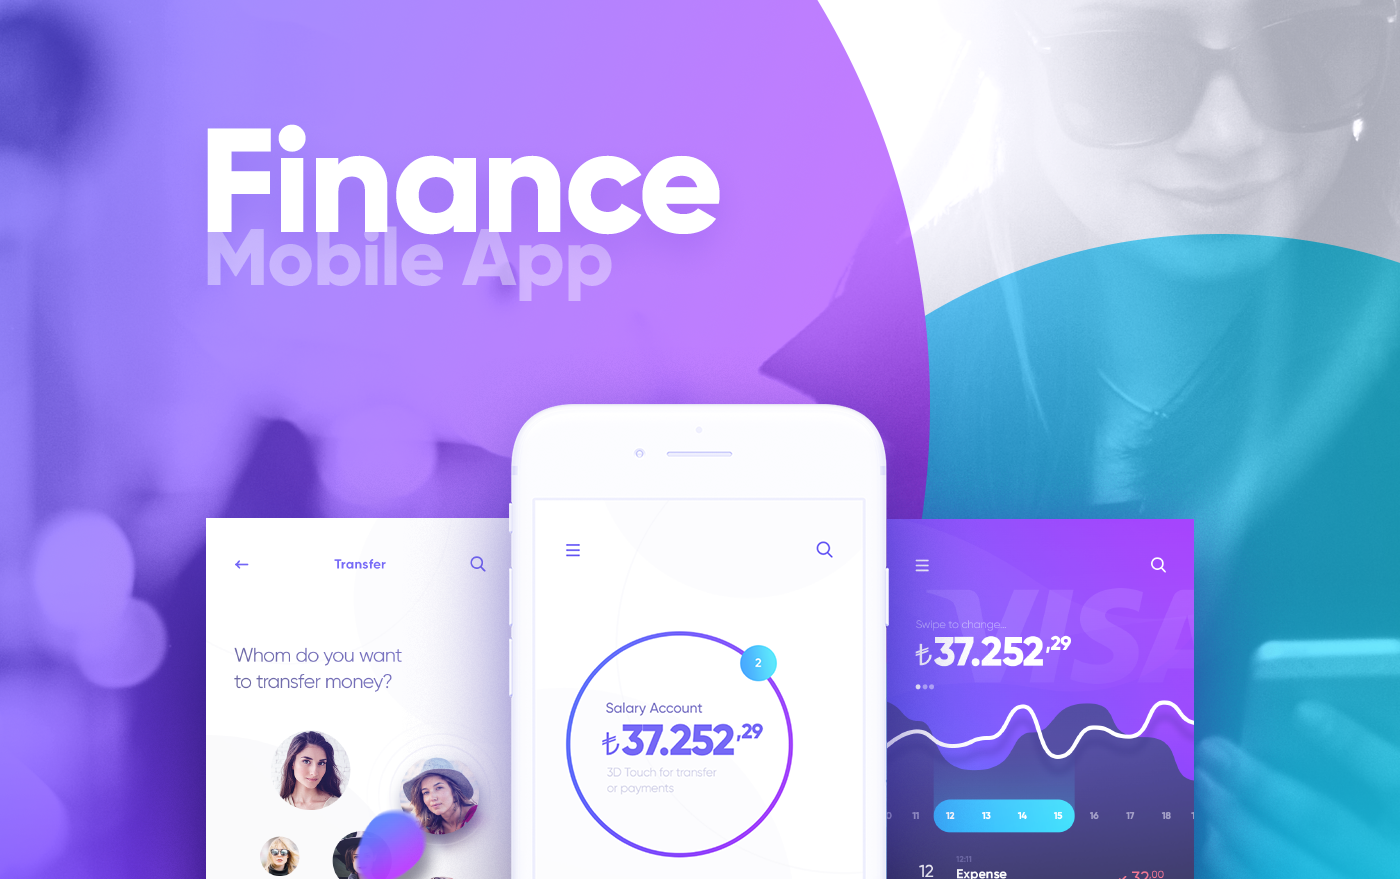 Finance
Mobile App
Transfer
Whom do you want
to transfer money?
2
Salary Account
₺37.252,29
3D Touch for transfer
or payments
VISA
Swipe to change...
₺37.252,29
11 12 13 14 15 16 17 18
12
12:11
Expense
32,00